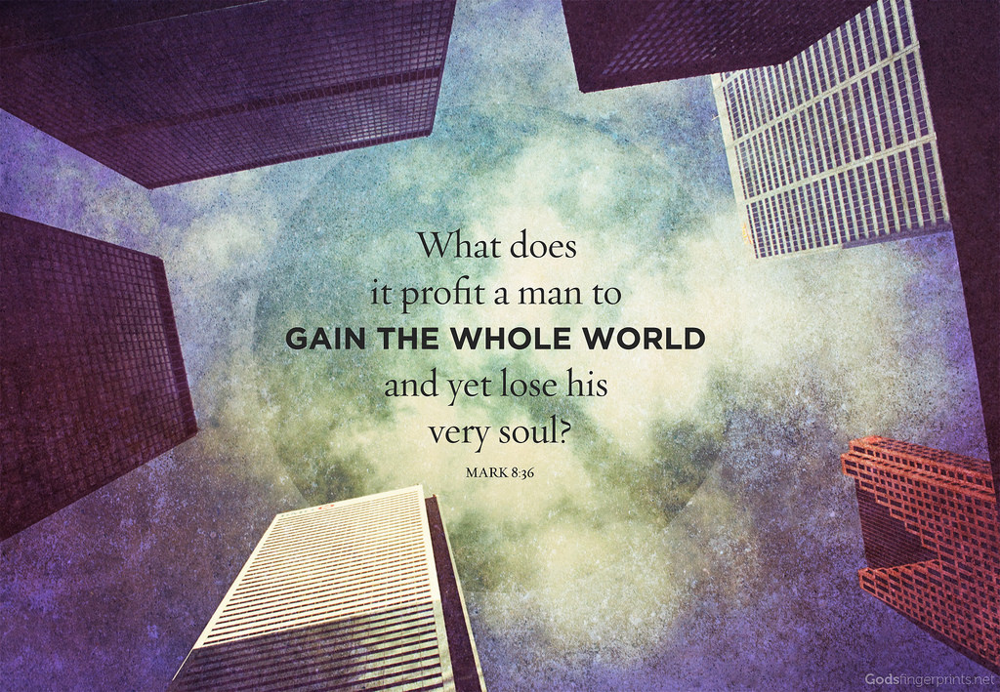 What does
it profit a man to
GAIN THE WHOLE WORLD
and yet lose his
very soul?
MARK 8:36
Godsfingerprints.net